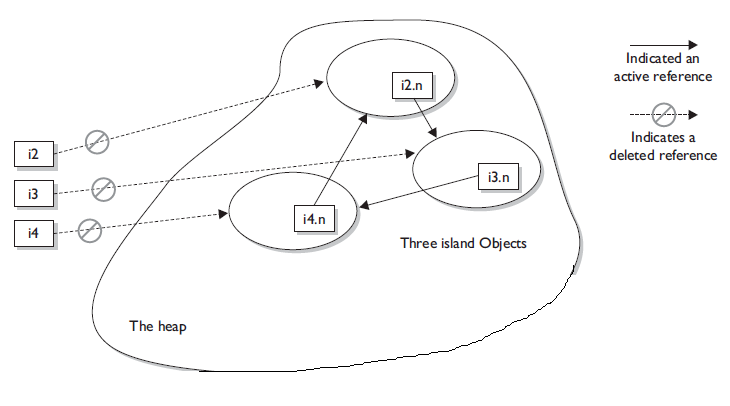 i2.n
Indicated an
active reference
i2
i3
i4
Indicates a
deleted reference
i3.n
i4.n
Three island Objects
The heap